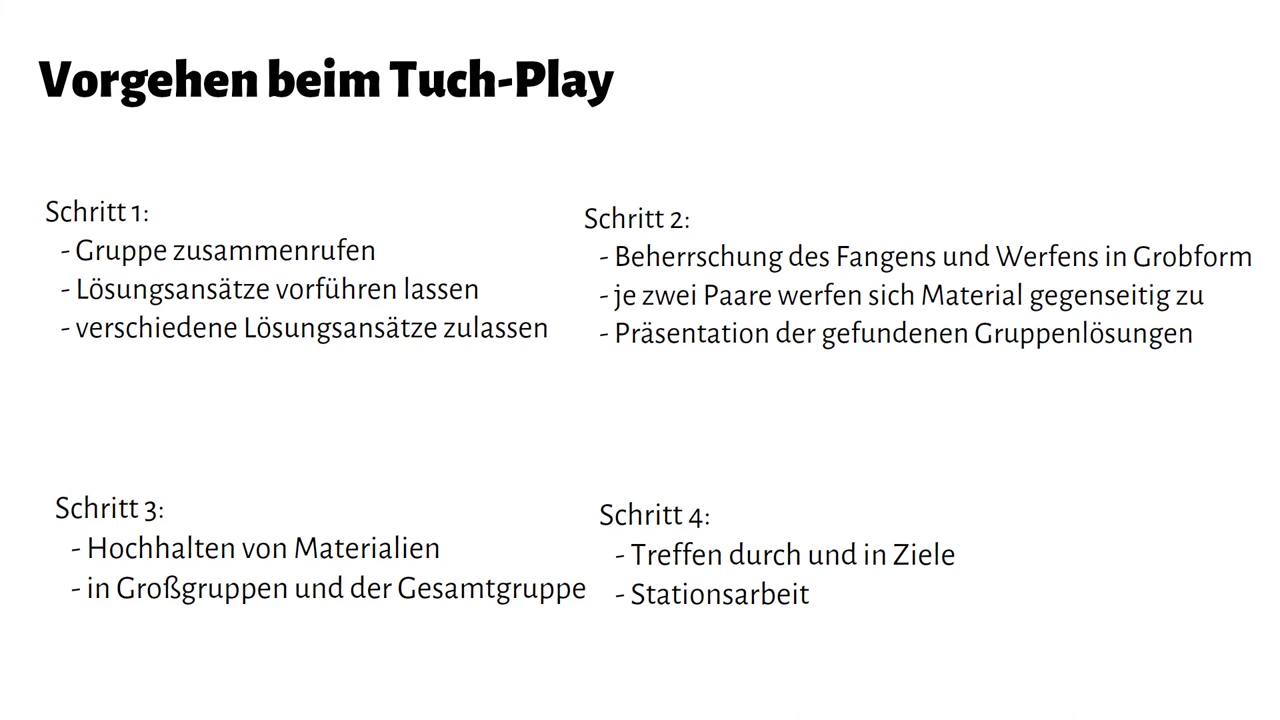 Vorgehen beim Tuch-Play
Schritt 1:
- Gruppe zusammenrufen
- Lösungsansätze vorführen lassen
- verschiedene Lösungsansätze zulassen
Schritt 2:
- Beherrschung des Fangens und Werfens in Grobform
- je zwei Paare werfen sich Material gegenseitig zu
- Präsentation der gefundenen Gruppenlösungen
Schritt 3:
- Hochhalten von Materialien
- in Großgruppen und der Gesamtgruppe
Schritt 4:
- Treffen durch und in Ziele
- Stationsarbeit